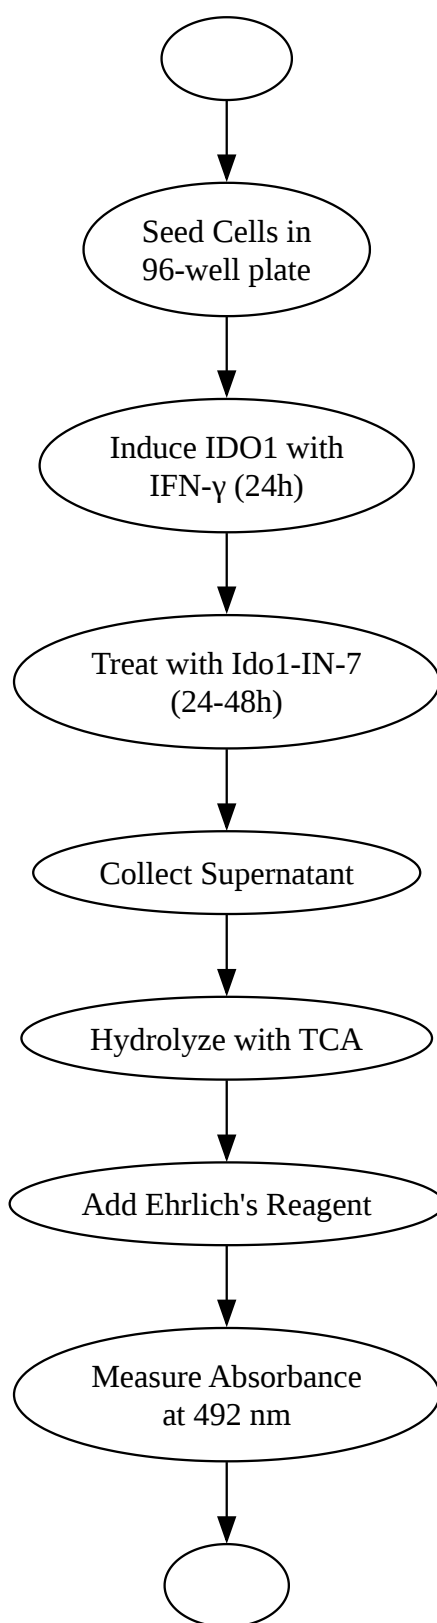 Seed Cells in
96-well plate
Induce IDO1 with
IFN-γ (24h)
Treat with Ido1-IN-7
(24-48h)
Collect Supernatant
Hydrolyze with TCA
Add Ehrlich's Reagent
Measure Absorbance
at 492 nm